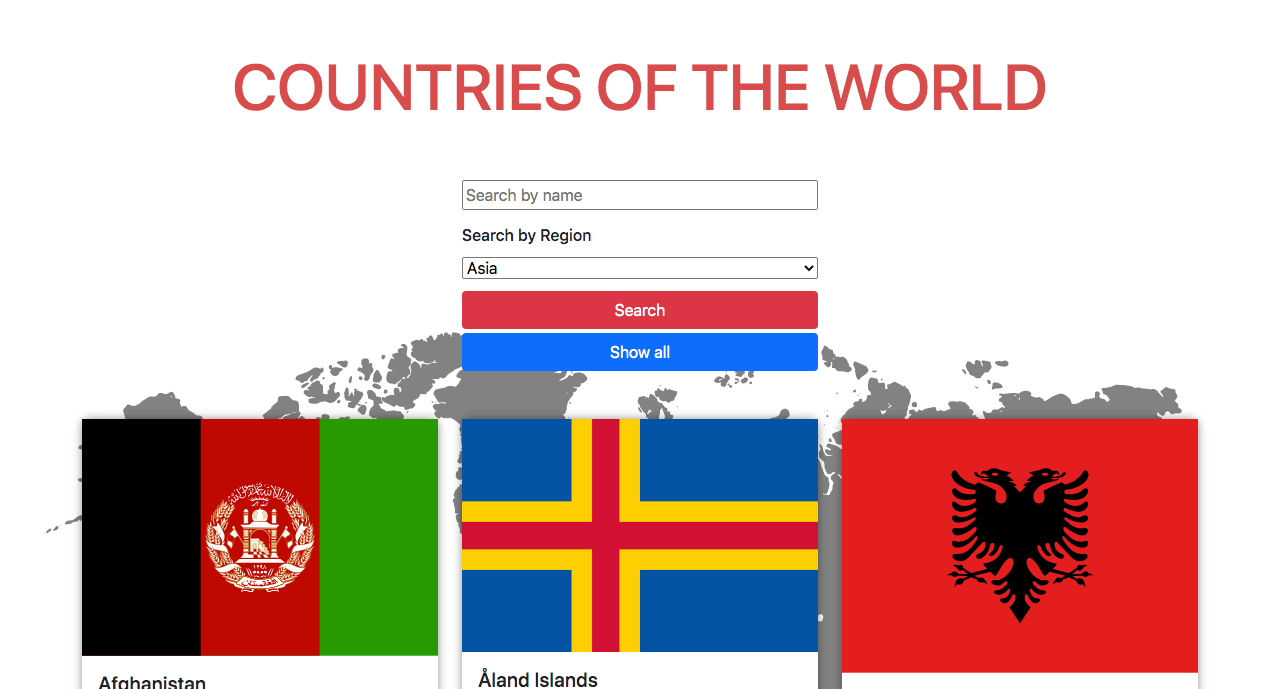 COUNTRIES OF THE WORLD
Search by name
Search by Region
Asia
Search
Show all
Afghanistan
Åland Islands